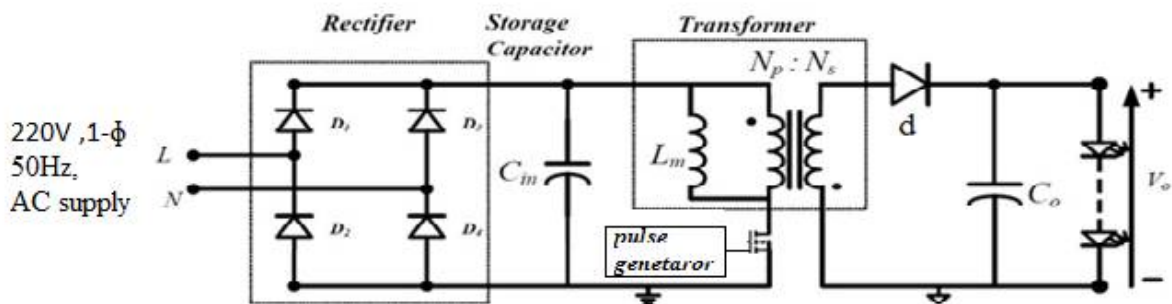 Rectifier
Storage
Capacitor
Transformer
Np : Ns
220V ,1-ϕ
50Hz,
AC supply
L
N
D1
D2
D4
Cin
Lm
pulse
genetaror
d
Co
Vo
+
−